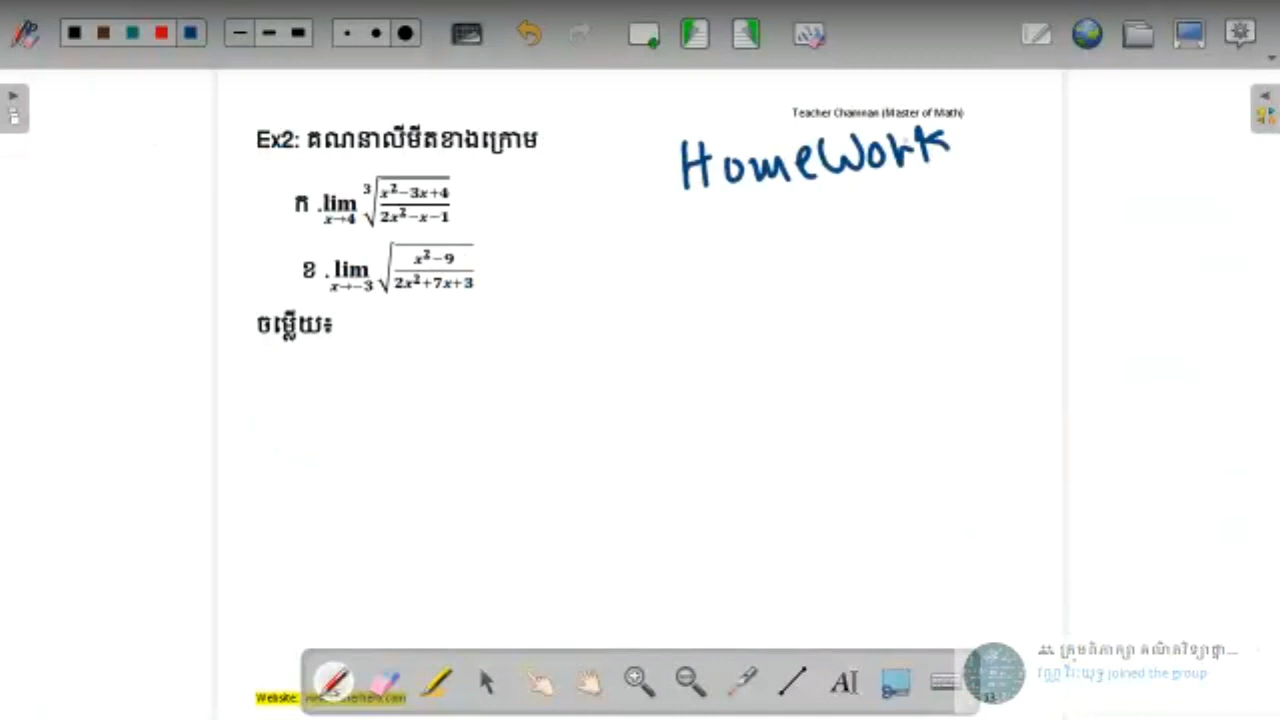 Teacher Chamnan (Master of Math)
HomeWork
Ex2: គណនាលីមីតខាងក្រោម
ក .lim x→4 ∛((x²−3x+4)/(2x²−x−1))
ខ .lim x→−3 √((x²−9)/(2x²+7x+3))
ចម្លើយ៖
Website:
joined the group